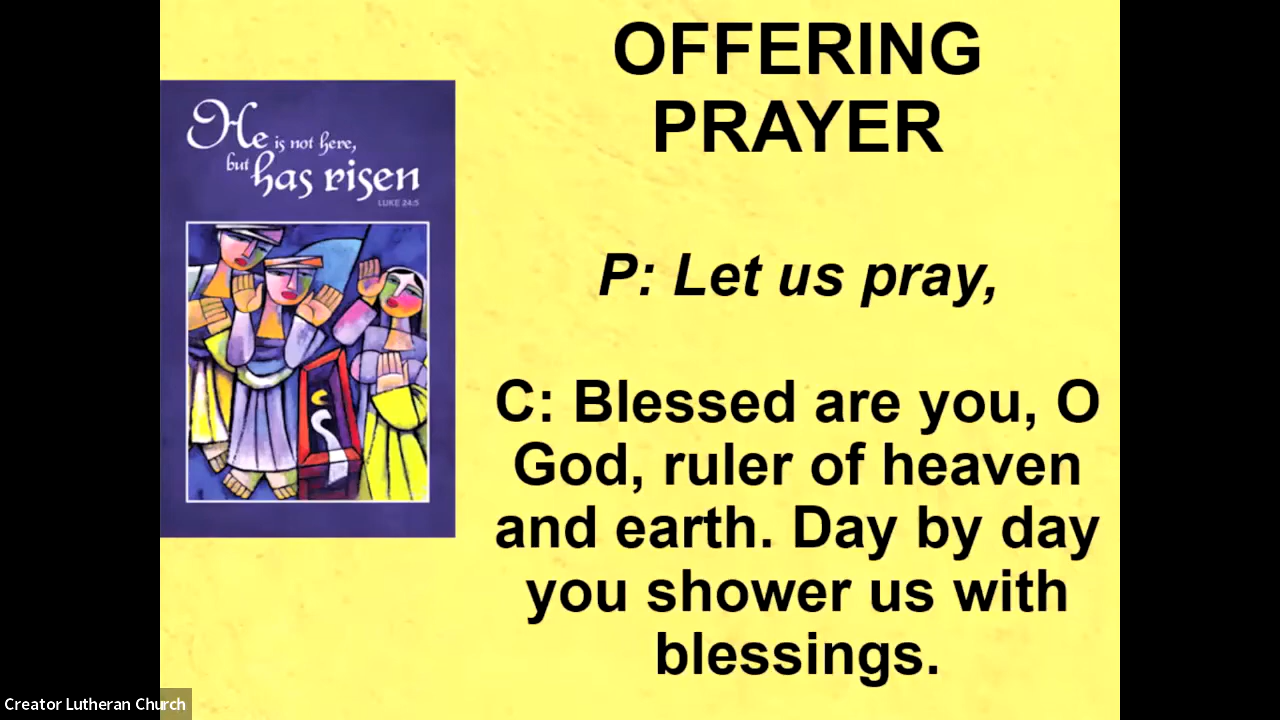 He is not here,
but has risen
LUKE 24:5
OFFERING
PRAYER
P: Let us pray,
C: Blessed are you, O
God, ruler of heaven
and earth. Day by day
you shower us with
blessings.
Creator Lutheran Church